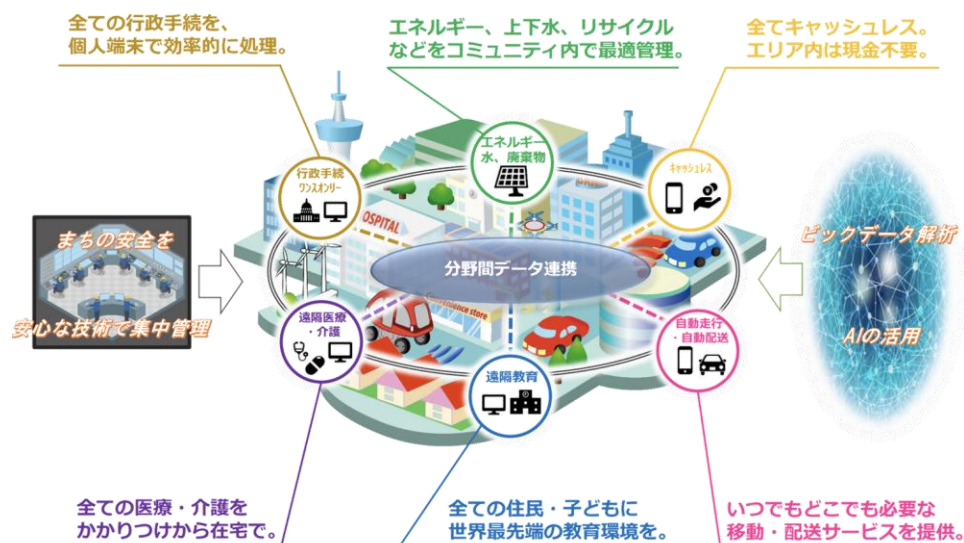 全ての行政手続を、
個人端末で効率的に処理。
エネルギー、上下水、リサイクル
などをコミュニティ内で最適管理。
全てキャッシュレス。
エリア内は現金不要。
行政手続
ワンスオンリー
エネルギー
水、廃棄物
キャッシュレス
HOSPITAL
まちの安全を
安心な技術で集中管理
分野間データ連携
ビックデータ解析
AIの活用
convenience store
遠隔医療
・介護
遠隔教育
自動走行
・自動配送
全ての医療・介護を
かかりつけから在宅で。
全ての住民・子どもに
世界最先端の教育環境を。
いつでもどこでも必要な
移動・配送サービスを提供。